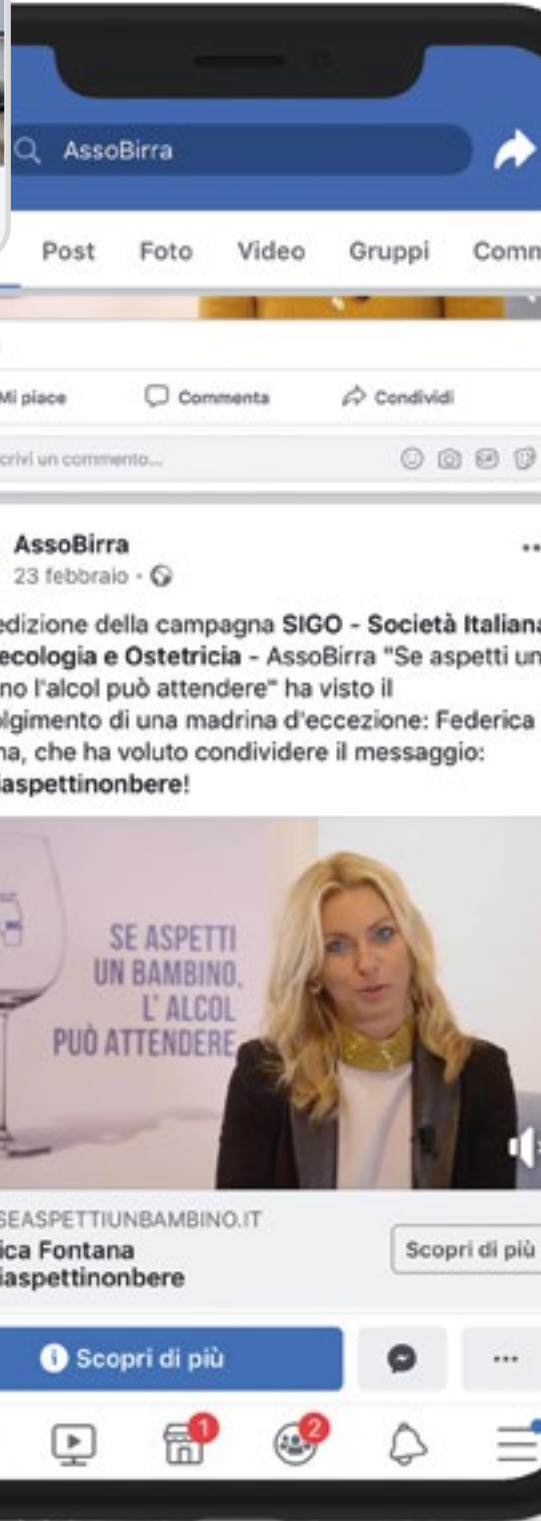 AssoBirra
Post Foto Video Gruppi Comm
Mi piace Commenta Condividi
crivi un commento...
AssoBirra
23 febbraio
edizione della campagna SIGO - Società Italiana
ecologia e Ostetricia - AssoBirra "Se aspetti un
no l'alcol può attendere" ha visto il
olgimento di una madrina d'eccezione: Federica
na, che ha voluto condividere il messaggio:
iaspettinonbere!
SE ASPETTI
UN BAMBINO,
L' ALCOL
PUÒ ATTENDERE
SEASPETTIUNBAMBINO.IT
ica Fontana
iaspettinonbere
Scopri di più
Scopri di più
1 2